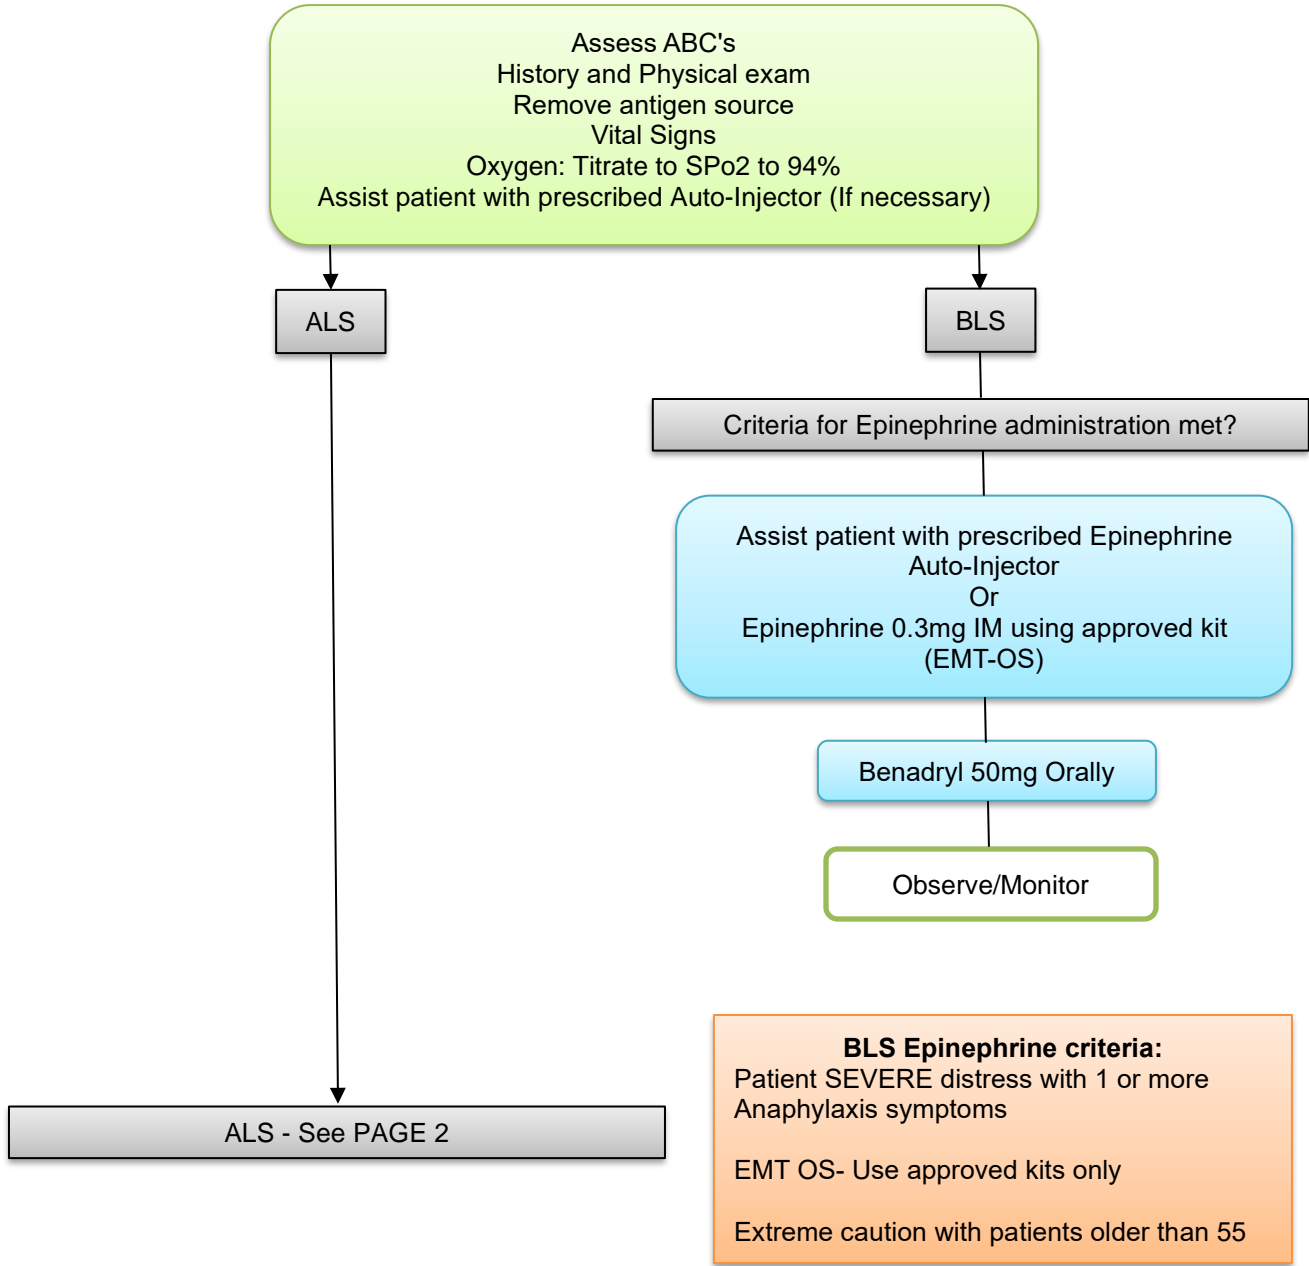 Assess ABC's
History and Physical exam
Remove antigen source
Vital Signs
Oxygen: Titrate to SPo2 to 94%
Assist patient with prescribed Auto-Injector (If necessary)
ALS
BLS
Criteria for Epinephrine administration met?
Assist patient with prescribed Epinephrine
Auto-Injector
Or
Epinephrine 0.3mg IM using approved kit
(EMT-OS)
Benadryl 50mg Orally
Observe/Monitor
ALS - See PAGE 2
BLS Epinephrine criteria:
Patient SEVERE distress with 1 or more
Anaphylaxis symptoms
EMT OS- Use approved kits only
Extreme caution with patients older than 55